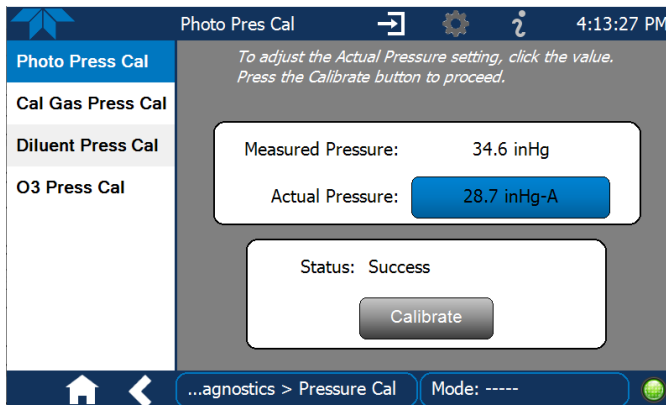 Photo Pres Cal
4:13:27 PM
Photo Press Cal
Cal Gas Press Cal
Diluent Press Cal
O3 Press Cal
To adjust the Actual Pressure setting, click the value.
Press the Calibrate button to proceed.
Measured Pressure: 34.6 inHg
Actual Pressure: 28.7 inHg-A
Status: Success
Calibrate
...agnostics > Pressure Cal
Mode: -----